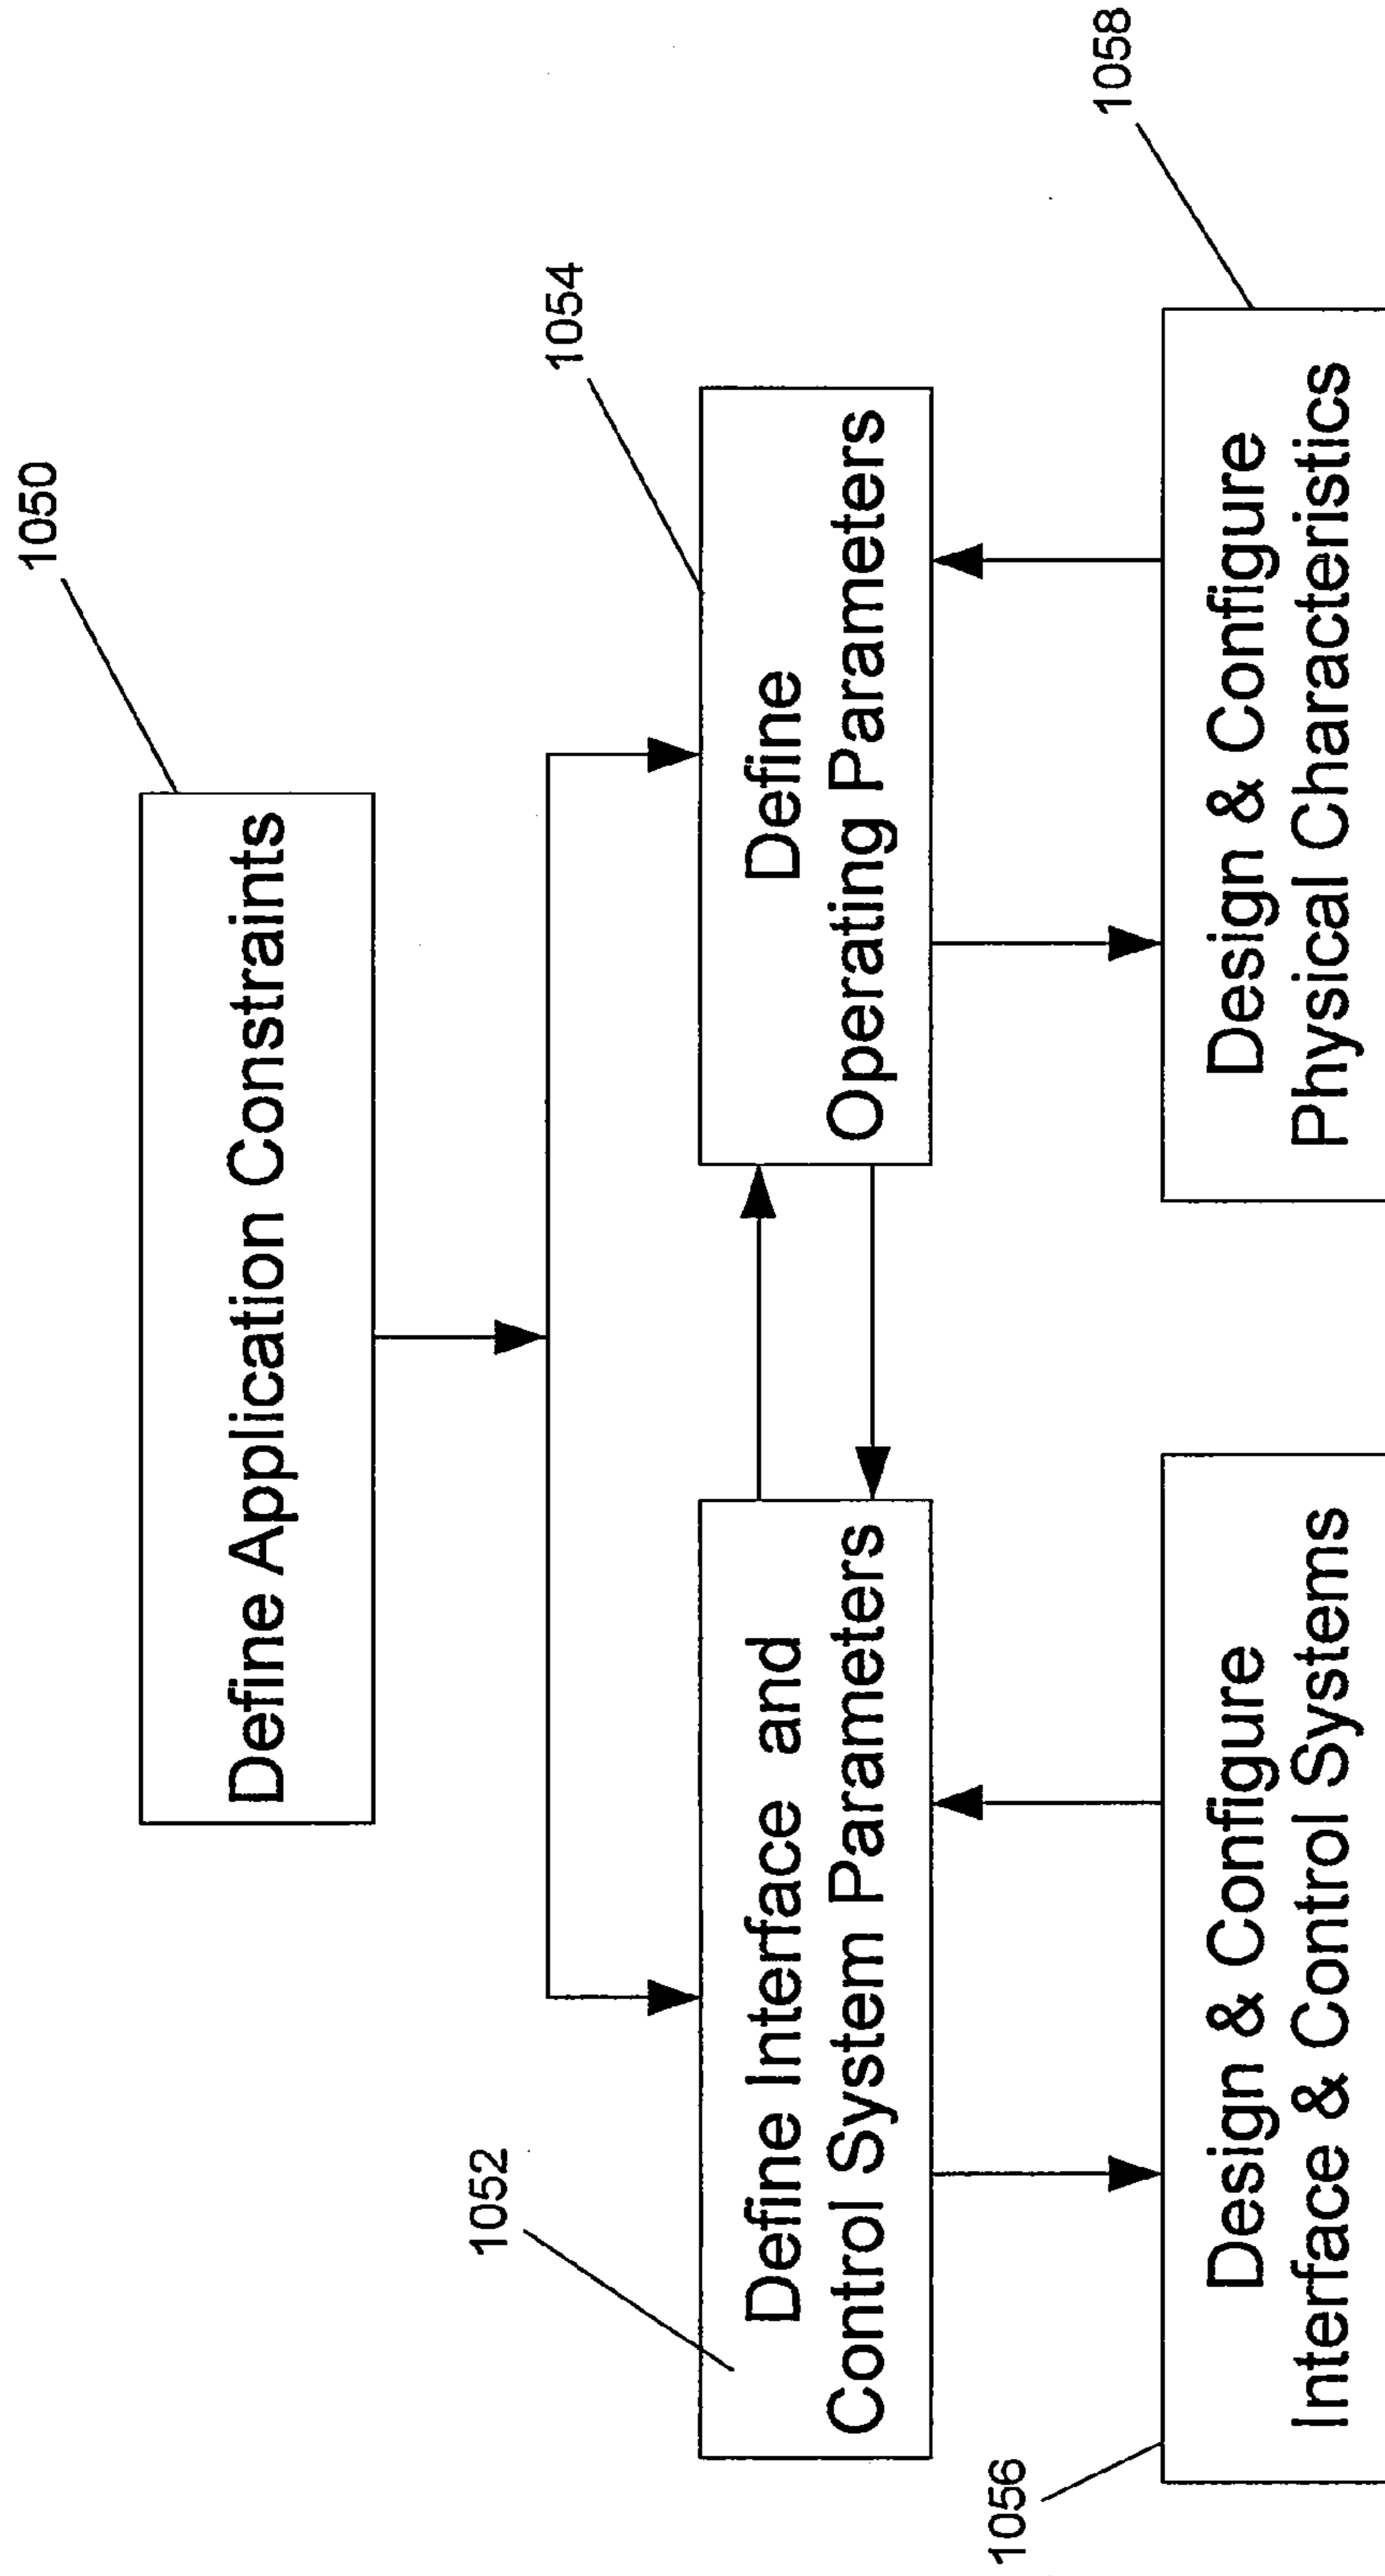 1050
Define Application Constraints
1052
Define Interface and
Control System Parameters
1054
Define
Operating Parameters
1056
Design & Configure
Interface & Control Systems
1058
Design & Configure
Physical Characteristics